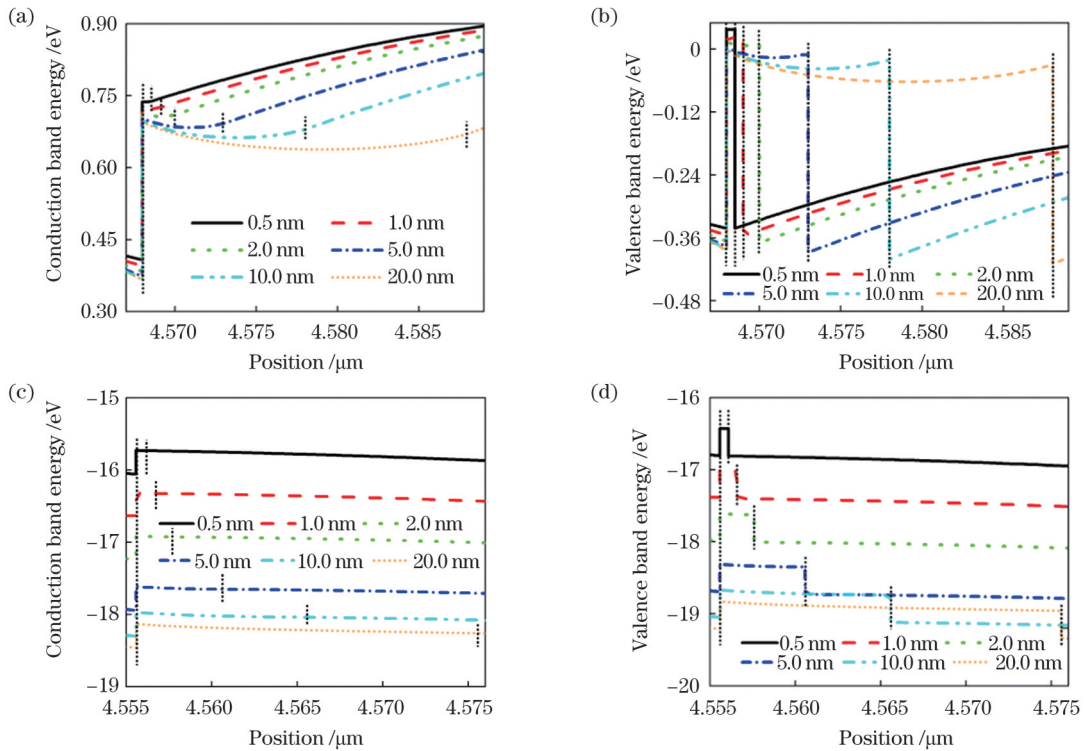 (a)
Conduction band energy /eV
0.90
0.75
0.60
0.45
0.30
0.5 nm 1.0 nm
2.0 nm 5.0 nm
10.0 nm 20.0 nm
4.570 4.575 4.580 4.585
Position /μm
(b)
Valence band energy /eV
0
−0.12
−0.24
−0.36
−0.48
0.5 nm 1.0 nm 2.0 nm
5.0 nm 10.0 nm 20.0 nm
4.570 4.575 4.580 4.585
Position /μm
(c)
Conduction band energy /eV
−15
−16
−17
−18
−19
0.5 nm 1.0 nm 2.0 nm
5.0 nm 10.0 nm 20.0 nm
4.555 4.560 4.565 4.570 4.575
Position /μm
(d)
Valence band energy /eV
−16
−17
−18
−19
−20
0.5 nm 1.0 nm 2.0 nm
5.0 nm 10.0 nm 20.0 nm
4.555 4.560 4.565 4.570 4.575
Position /μm